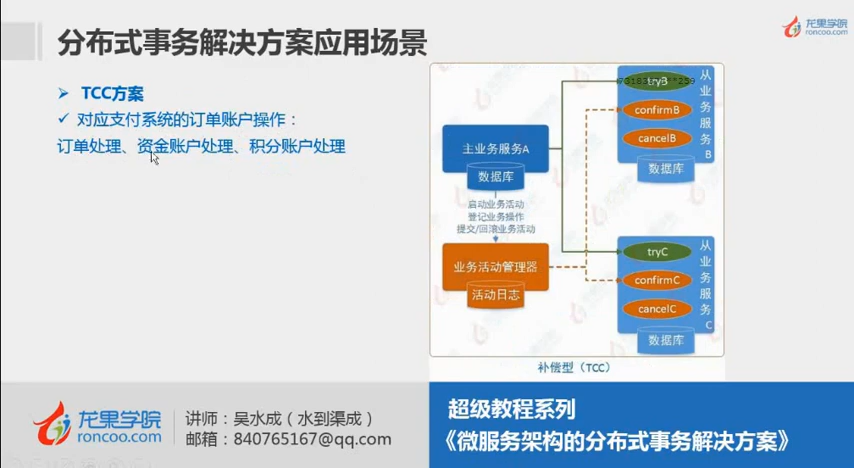 分布式事务解决方案应用场景
龙果学院
roncoo.com
TCC方案
对应支付系统的订单账户操作：
订单处理、资金账户处理、积分账户处理
主业务服务A
数据库
启动业务活动
登记业务操作
提交/回滚业务活动
业务活动管理器
活动日志
tryB
confirmB
cancelB
从业务服务B
数据库
tryC
confirmC
cancelC
从业务服务C
数据库
补偿型（TCC）
龙果学院
roncoo.com
讲师：吴水成（水到渠成）
邮箱：840765167@qq.com
超级教程系列
《微服务架构的分布式事务解决方案》